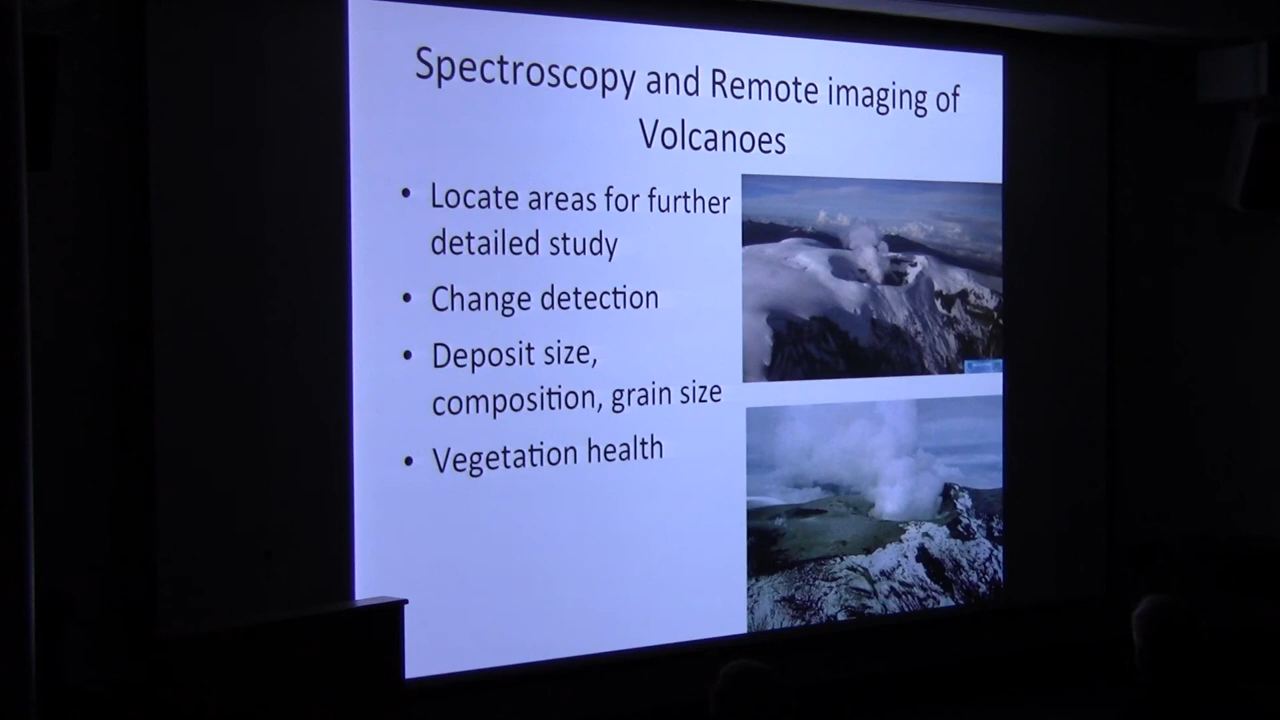 Spectroscopy and Remote imaging of
Volcanoes
• Locate areas for further
detailed study
• Change detection
• Deposit size,
composition, grain size
• Vegetation health